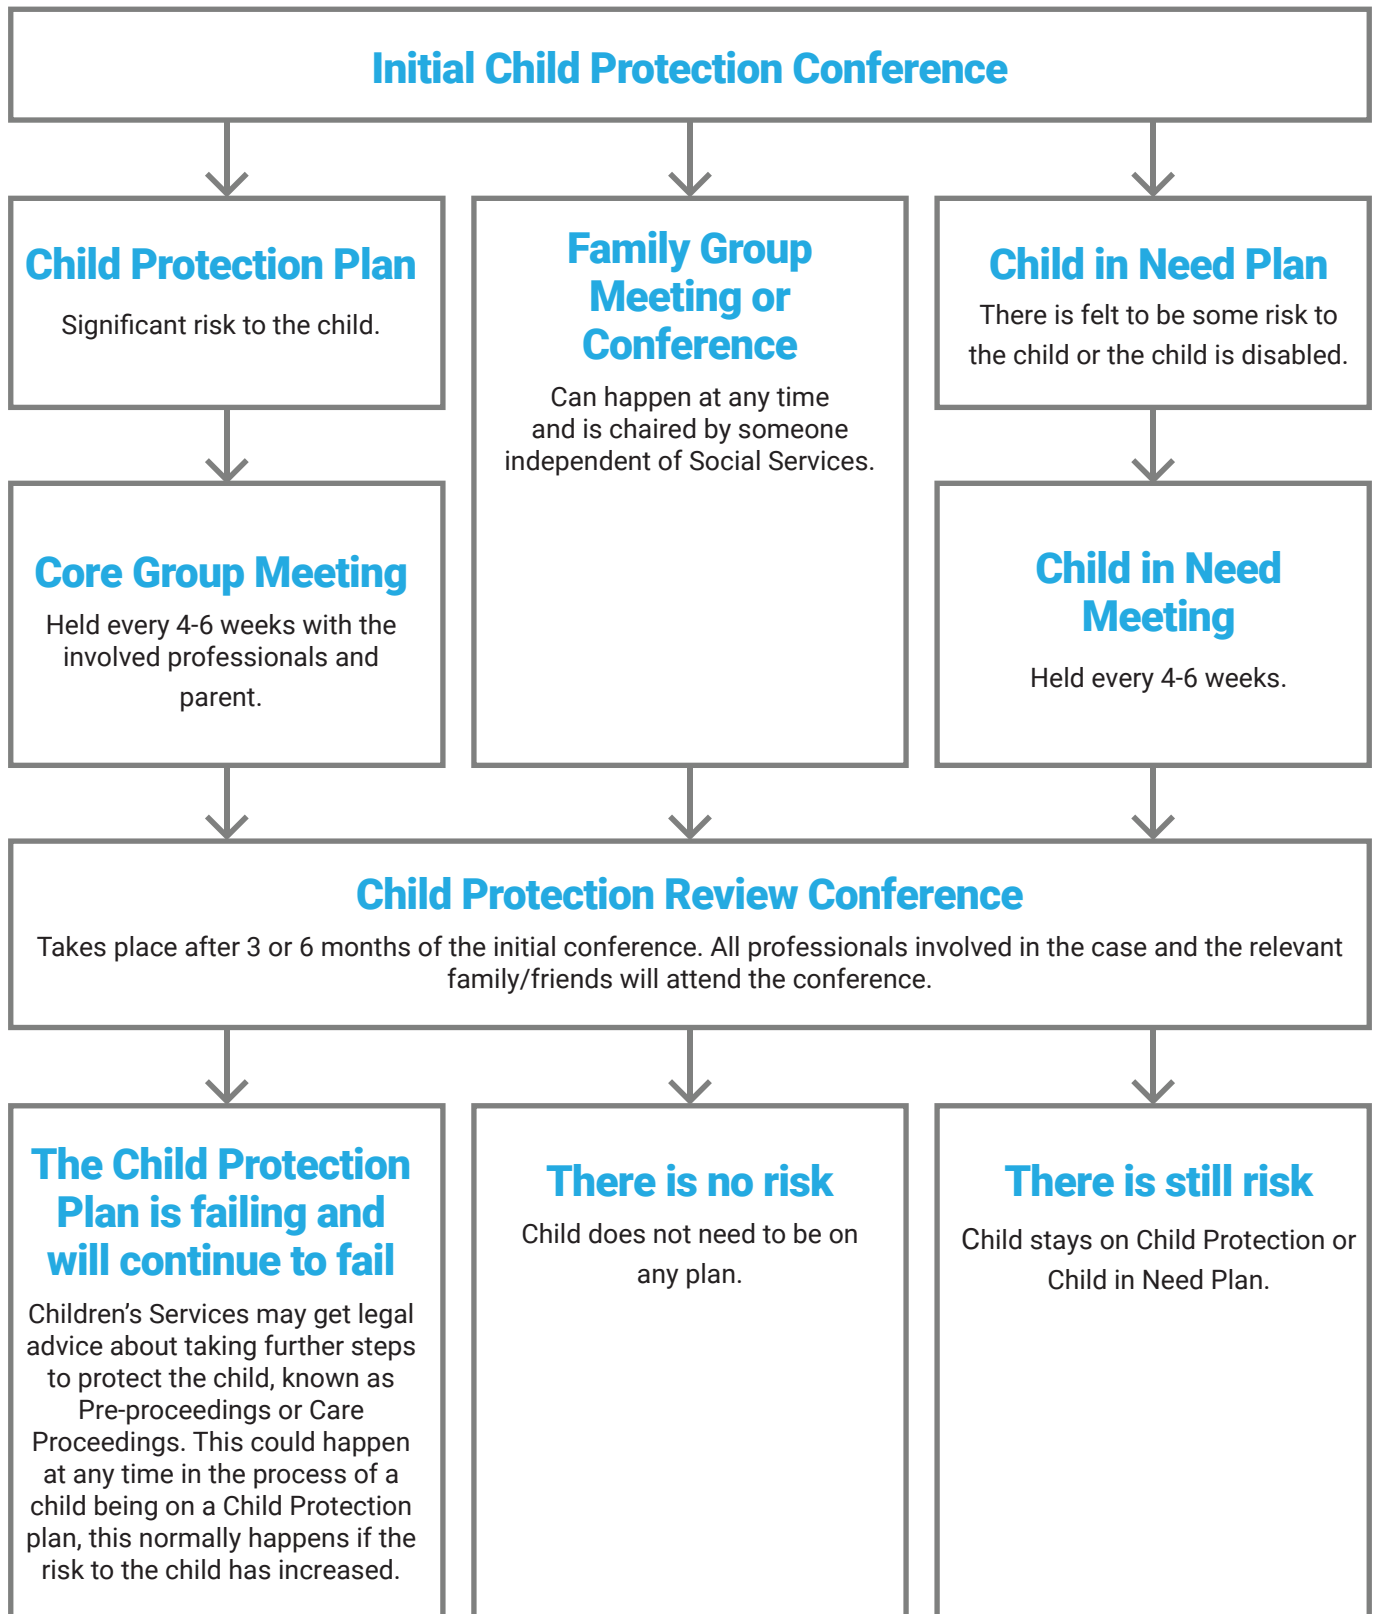 Initial Child Protection Conference
Child Protection Plan
Significant risk to the child.
Family Group
Meeting or
Conference
Can happen at any time
and is chaired by someone
independent of Social Services.
Child in Need Plan
There is felt to be some risk to
the child or the child is disabled.
Core Group Meeting
Held every 4-6 weeks with the
involved professionals and
parent.
Child in Need
Meeting
Held every 4-6 weeks.
Child Protection Review Conference
Takes place after 3 or 6 months of the initial conference. All professionals involved in the case and the relevant
family/friends will attend the conference.
The Child Protection
Plan is failing and
will continue to fail
Children’s Services may get legal
advice about taking further steps
to protect the child, known as
Pre-proceedings or Care
Proceedings. This could happen
at any time in the process of a
child being on a Child Protection
plan, this normally happens if the
risk to the child has increased.
There is no risk
Child does not need to be on
any plan.
There is still risk
Child stays on Child Protection or
Child in Need Plan.